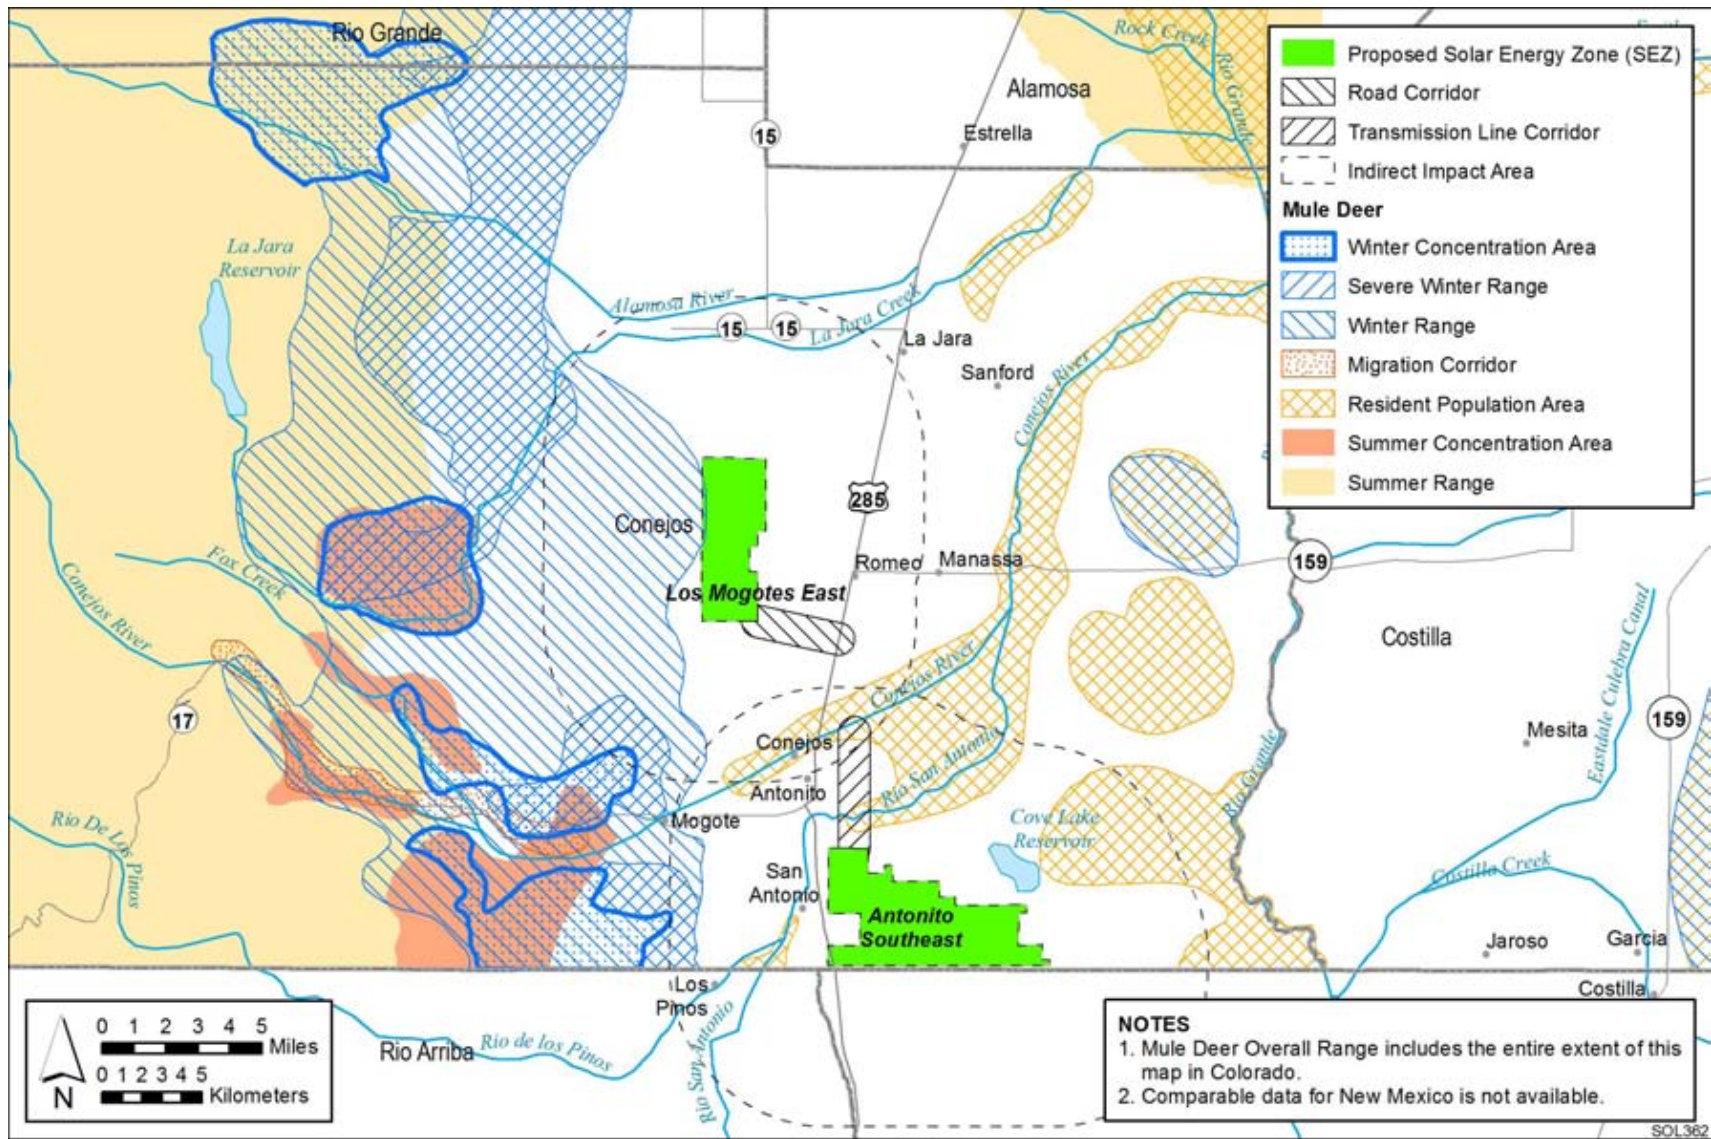 Rio Grande
Rock Creek
Rio Grande
Alamosa
15
Estrella
La Jara
Reservoir
Alamosa River
15
15
La Jara Creek
La Jara
Sanford
Conejos River
285
Conejos
Romeo
Manassa
159
Los Mogotes East
Fox Creek
Conejos River
Costilla
Eastdale Culebra Canal
17
Conejos River
Conejos
Mesita
159
Antonito
Rio San Antonio
Rio Grande
Mogote
Cove Lake
Reservoir
Rio De Los Pinos
San
Antonio
Costilla Creek
Antonito
Southeast
Jaroso
Garcia
Los
Pinos
Costilla
Rio Arriba
Rio de los Pinos
Rio San Antonio
Proposed Solar Energy Zone (SEZ)
Road Corridor
Transmission Line Corridor
Indirect Impact Area
Mule Deer
Winter Concentration Area
Severe Winter Range
Winter Range
Migration Corridor
Resident Population Area
Summer Concentration Area
Summer Range
0 1 2 3 4 5
Miles
0 1 2 3 4 5
Kilometers
N
NOTES
1. Mule Deer Overall Range includes the entire extent of this
map in Colorado.
2. Comparable data for New Mexico is not available.
SOL362